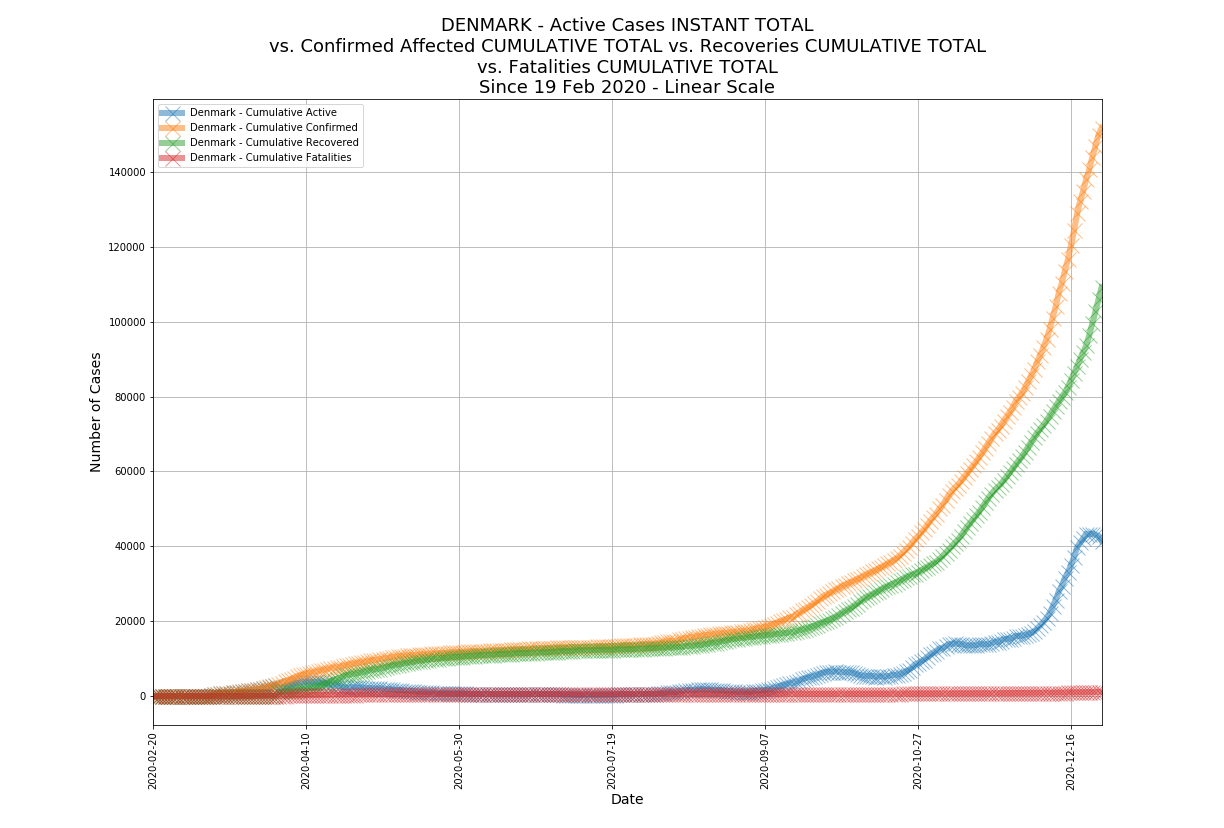 DENMARK - Active Cases INSTANT TOTAL
vs. Confirmed Affected CUMULATIVE TOTAL vs. Recoveries CUMULATIVE TOTAL
vs. Fatalities CUMULATIVE TOTAL
Since 19 Feb 2020 - Linear Scale
Denmark - Cumulative Active
Denmark - Cumulative Confirmed
Denmark - Cumulative Recovered
Denmark - Cumulative Fatalities
Number of Cases
140000
120000
100000
80000
60000
40000
20000
0
2020-02-20
2020-04-10
2020-05-30
2020-07-19
2020-09-07
2020-10-27
2020-12-16
Date